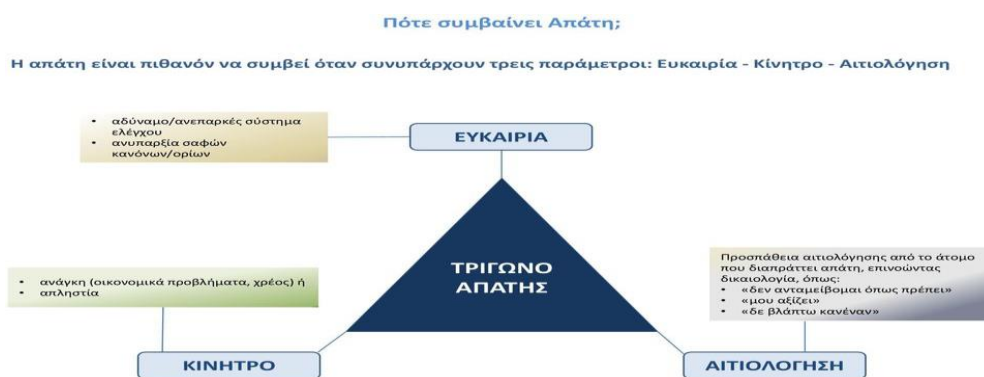 Πότε συμβαίνει Απάτη;
Η απάτη είναι πιθανόν να συμβεί όταν συνυπάρχουν τρεις παράμετροι: Ευκαιρία - Κίνητρο - Αιτιολόγηση
• αδύναμο/ανεπαρκές σύστημα
ελέγχου
• ανυπαρξία σαφών
κανόνων/ορίων
ΕΥΚΑΙΡΙΑ
ΤΡΙΓΩΝΟ
ΑΠΑΤΗΣ
• ανάγκη (οικονομικά προβλήματα, χρέος) ή
• απληστία
ΚΙΝΗΤΡΟ
Προσπάθεια αιτιολόγησης από το άτομο
που διαπράττει απάτη, επινοώντας
δικαιολογία, όπως:
• «δεν ανταμείβομαι όπως πρέπει»
• «μου αξίζει»
• «δε βλάπτω κανέναν»
ΑΙΤΙΟΛΟΓΗΣΗ